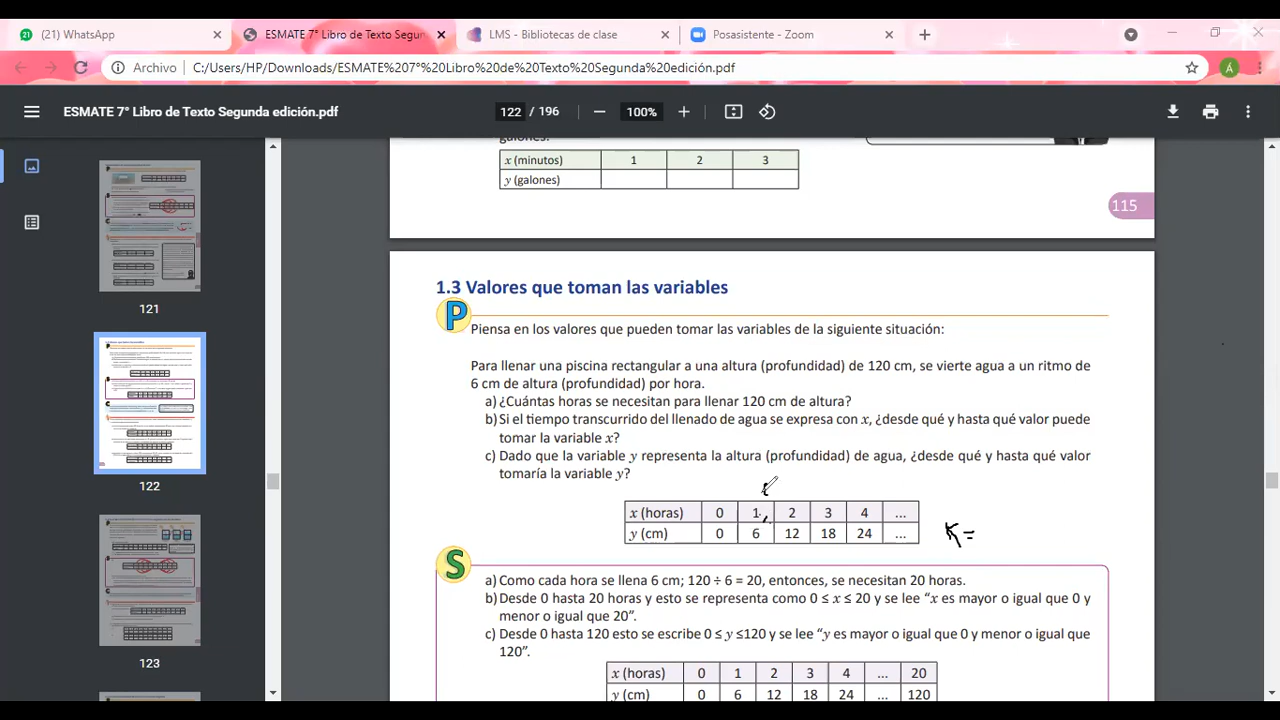 (21) WhatsApp
ESMATE 7° Libro de Texto Segun
LMS - Bibliotecas de clase
Posasistente - Zoom
Archivo C:/Users/HP/Downloads/ESMATE%207°%20Libro%20de%20Texto%20Segunda%20edición.pdf
ESMATE 7° Libro de Texto Segunda edición.pdf
122 / 196
100%
121
122
123
galones.
x (minutos) 1 2 3
y (galones)
115
1.3 Valores que toman las variables
P
Piensa en los valores que pueden tomar las variables de la siguiente situación:
Para llenar una piscina rectangular a una altura (profundidad) de 120 cm, se vierte agua a un ritmo de
6 cm de altura (profundidad) por hora.
a) ¿Cuántas horas se necesitan para llenar 120 cm de altura?
b) Si el tiempo transcurrido del llenado de agua se expresa con x, ¿desde qué y hasta qué valor puede
tomar la variable x?
c) Dado que la variable y representa la altura (profundidad) de agua, ¿desde qué y hasta qué valor
tomaría la variable y?
x (horas) 0 1 2 3 4 ...
y (cm) 0 6 12 18 24 ...
K=
S
a) Como cada hora se llena 6 cm; 120 ÷ 6 = 20, entonces, se necesitan 20 horas.
b) Desde 0 hasta 20 horas y esto se representa como 0 ≤ x ≤ 20 y se lee “x es mayor o igual que 0 y
menor o igual que 20”.
c) Desde 0 hasta 120 esto se escribe 0 ≤ y ≤120 y se lee “y es mayor o igual que 0 y menor o igual que
120”.
x (horas) 0 1 2 3 4 ... 20
y (cm) 0 6 12 18 24 ... 120